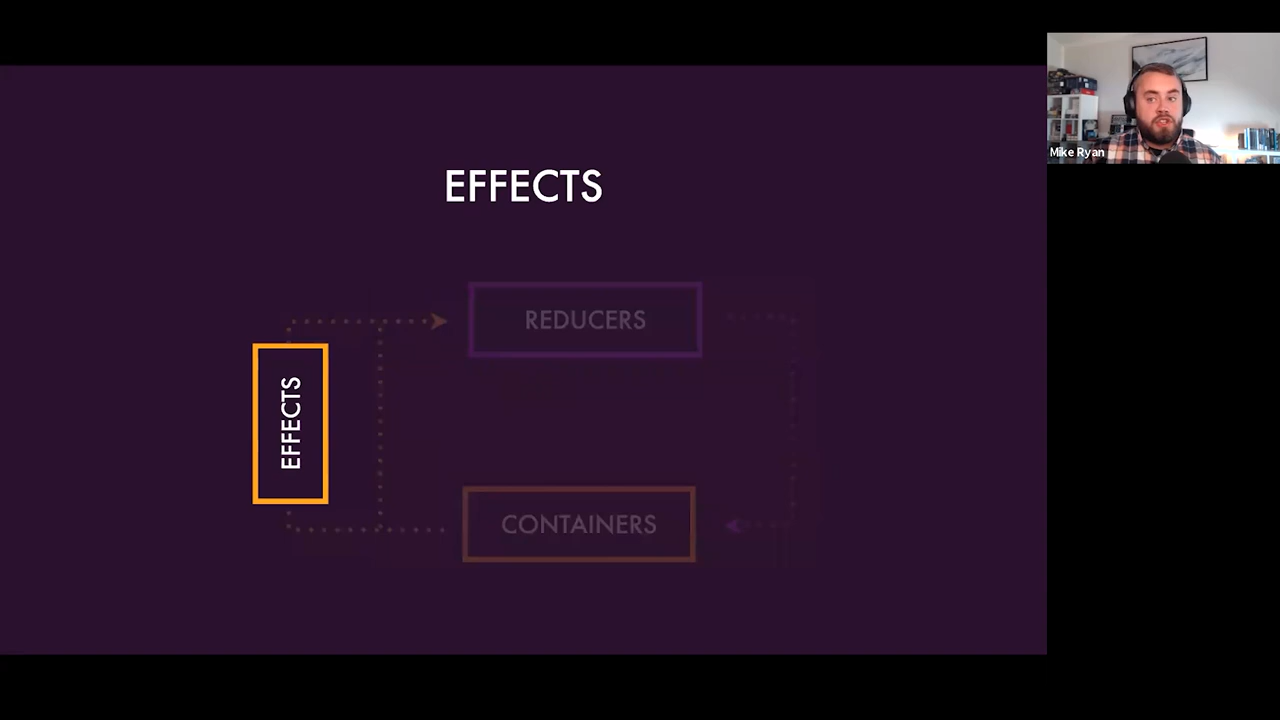 EFFECTS
REDUCERS
EFFECTS
CONTAINERS
Mike Ryan